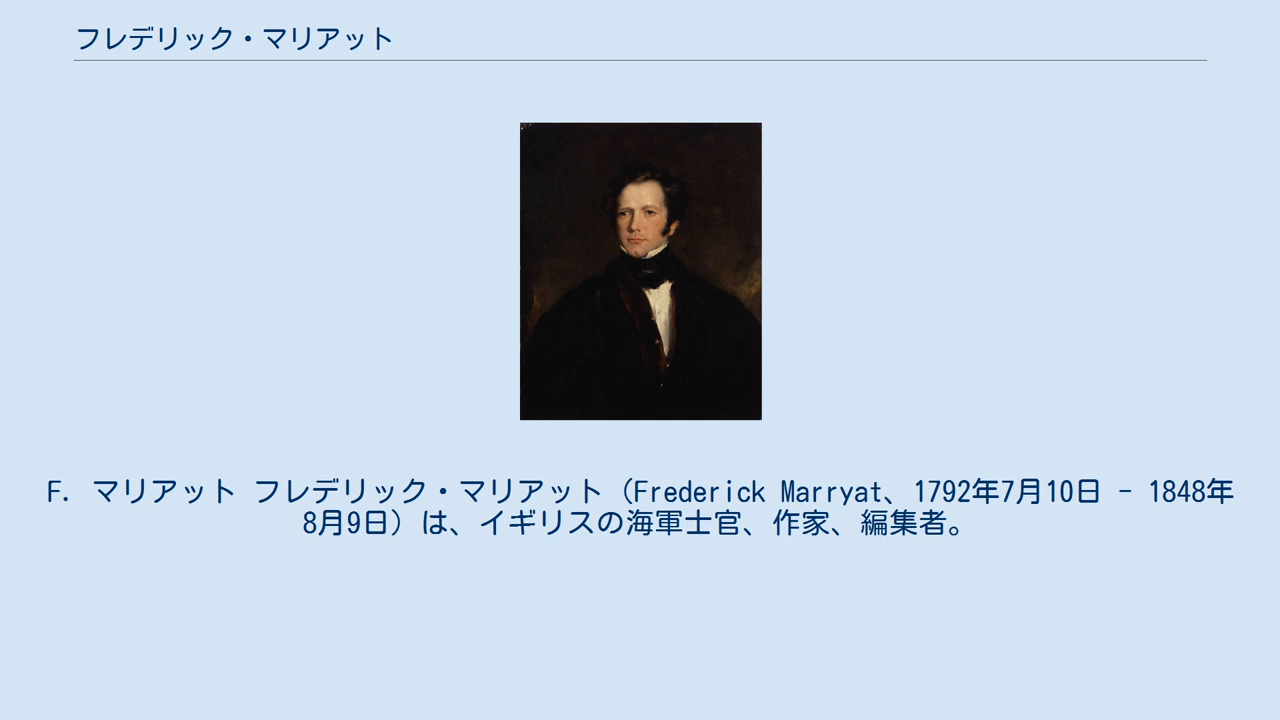 フレデリック・マリアット
F. マリアット フレデリック・マリアット（Frederick Marryat、1792年7月10日 - 1848年
8月9日）は、イギリスの海軍士官、作家、編集者。